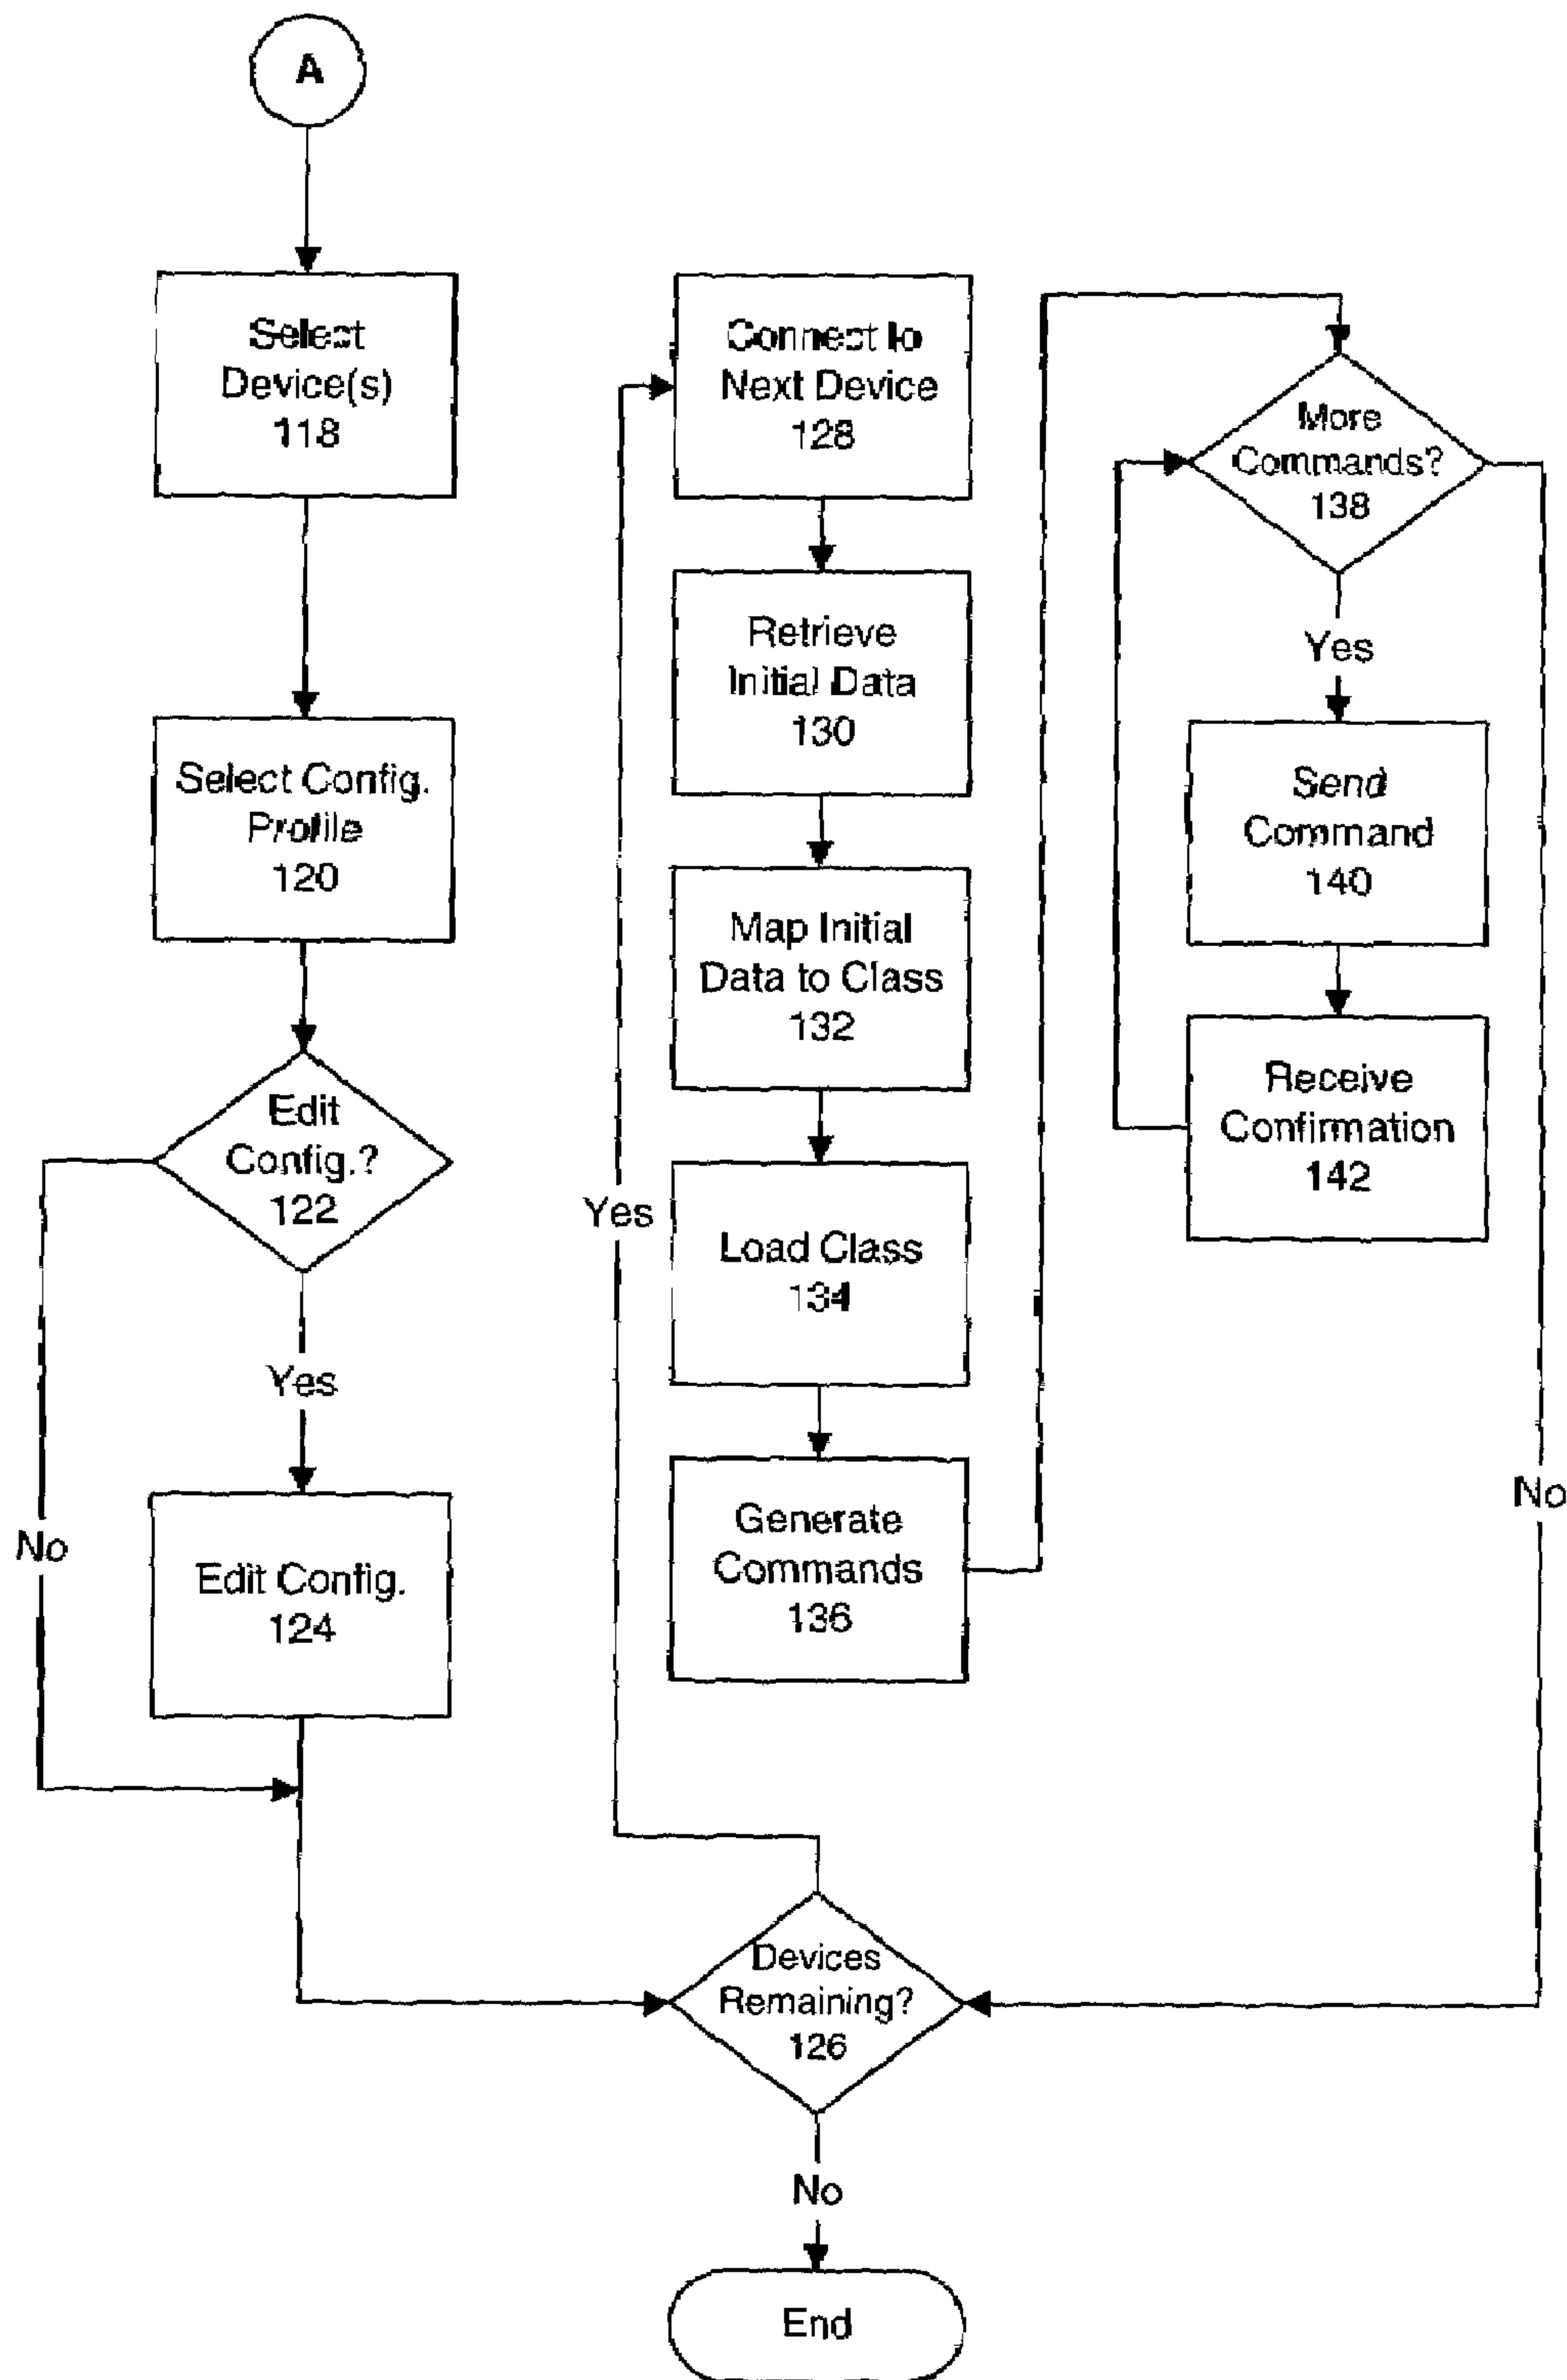 A
Select
Device(s)
118
Select Config.
Profile
120
Edit
Config.?
122
Yes
No
Edit Config.
124
Connect to
Next Device
128
Retrieve
Initial Data
130
Map Initial
Data to Class
132
Yes
Load Class
134
Generate
Commands
136
More
Commands?
138
Yes
Send
Command
140
Receive
Confirmation
142
No
Devices
Remaining?
126
No
End